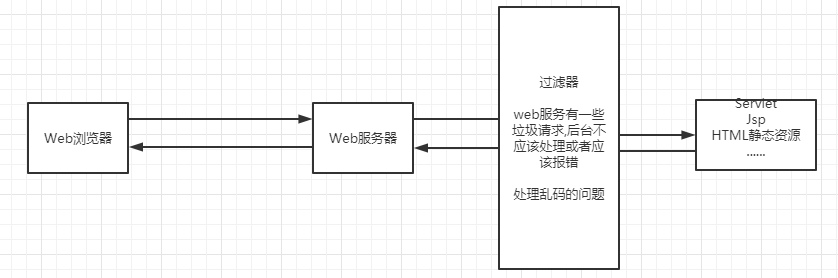 Web浏览器
Web服务器
过滤器
web服务有一些
垃圾请求,后台不
应该处理或者应
该报错
处理乱码的问题
Servlet
Jsp
HTML静态资源
......